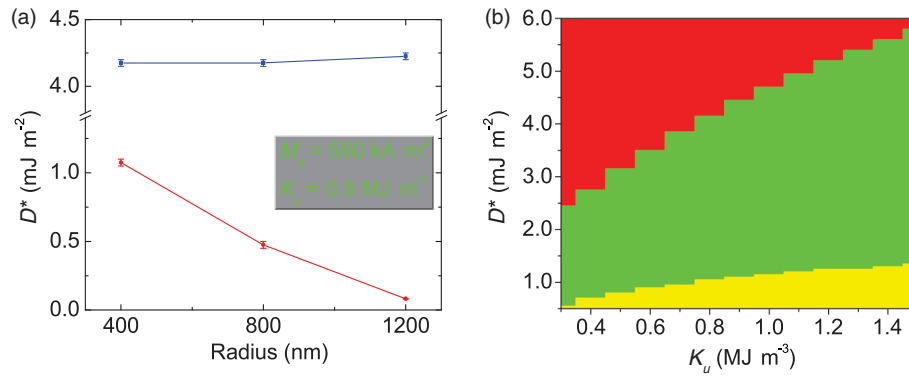 (a)
4.5
4.0
1.0
0.5
0.0
D* (mJ m⁻²)
Mₛ = 580 kA m
Kᵤ = 0.8 MJ m
400
800
1200
Radius (nm)
(b)
6.0
5.0
4.0
3.0
2.0
1.0
D* (mJ m⁻²)
0.4
0.6
0.8
1.0
1.2
1.4
Kᵤ (MJ m⁻³)